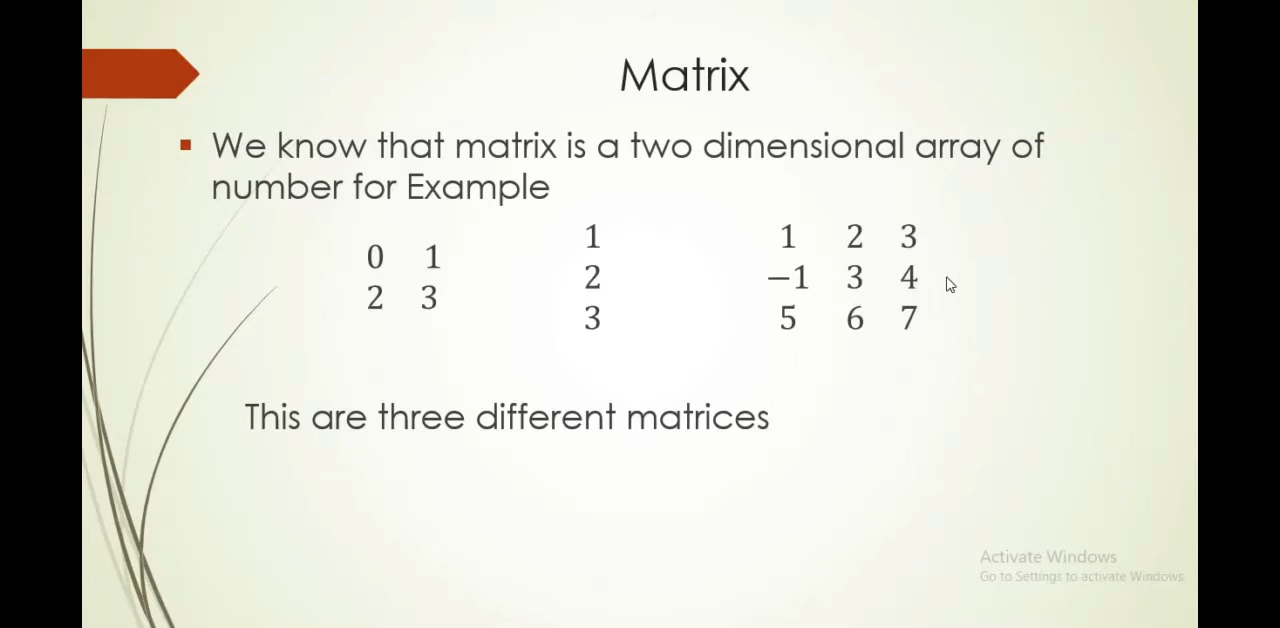 Matrix
We know that matrix is a two dimensional array of
number for Example
0 1
2 3
1
2
3
1 2 3
−1 3 4
5 6 7
This are three different matrices
Activate Windows
Go to Settings to activate Windows.